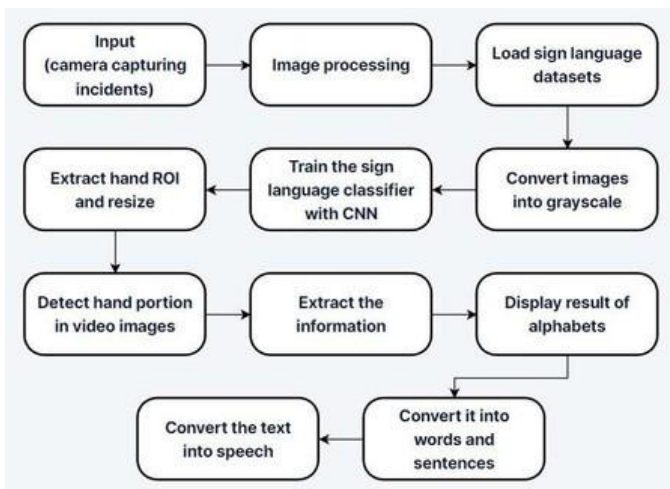 Input
(camera capturing
incidents)
Image processing
Load sign language
datasets
Convert images
into grayscale
Train the sign
language classifier
with CNN
Extract hand ROI
and resize
Detect hand portion
in video images
Extract the
information
Display result of
alphabets
Convert it into
words and
sentences
Convert the text
into speech